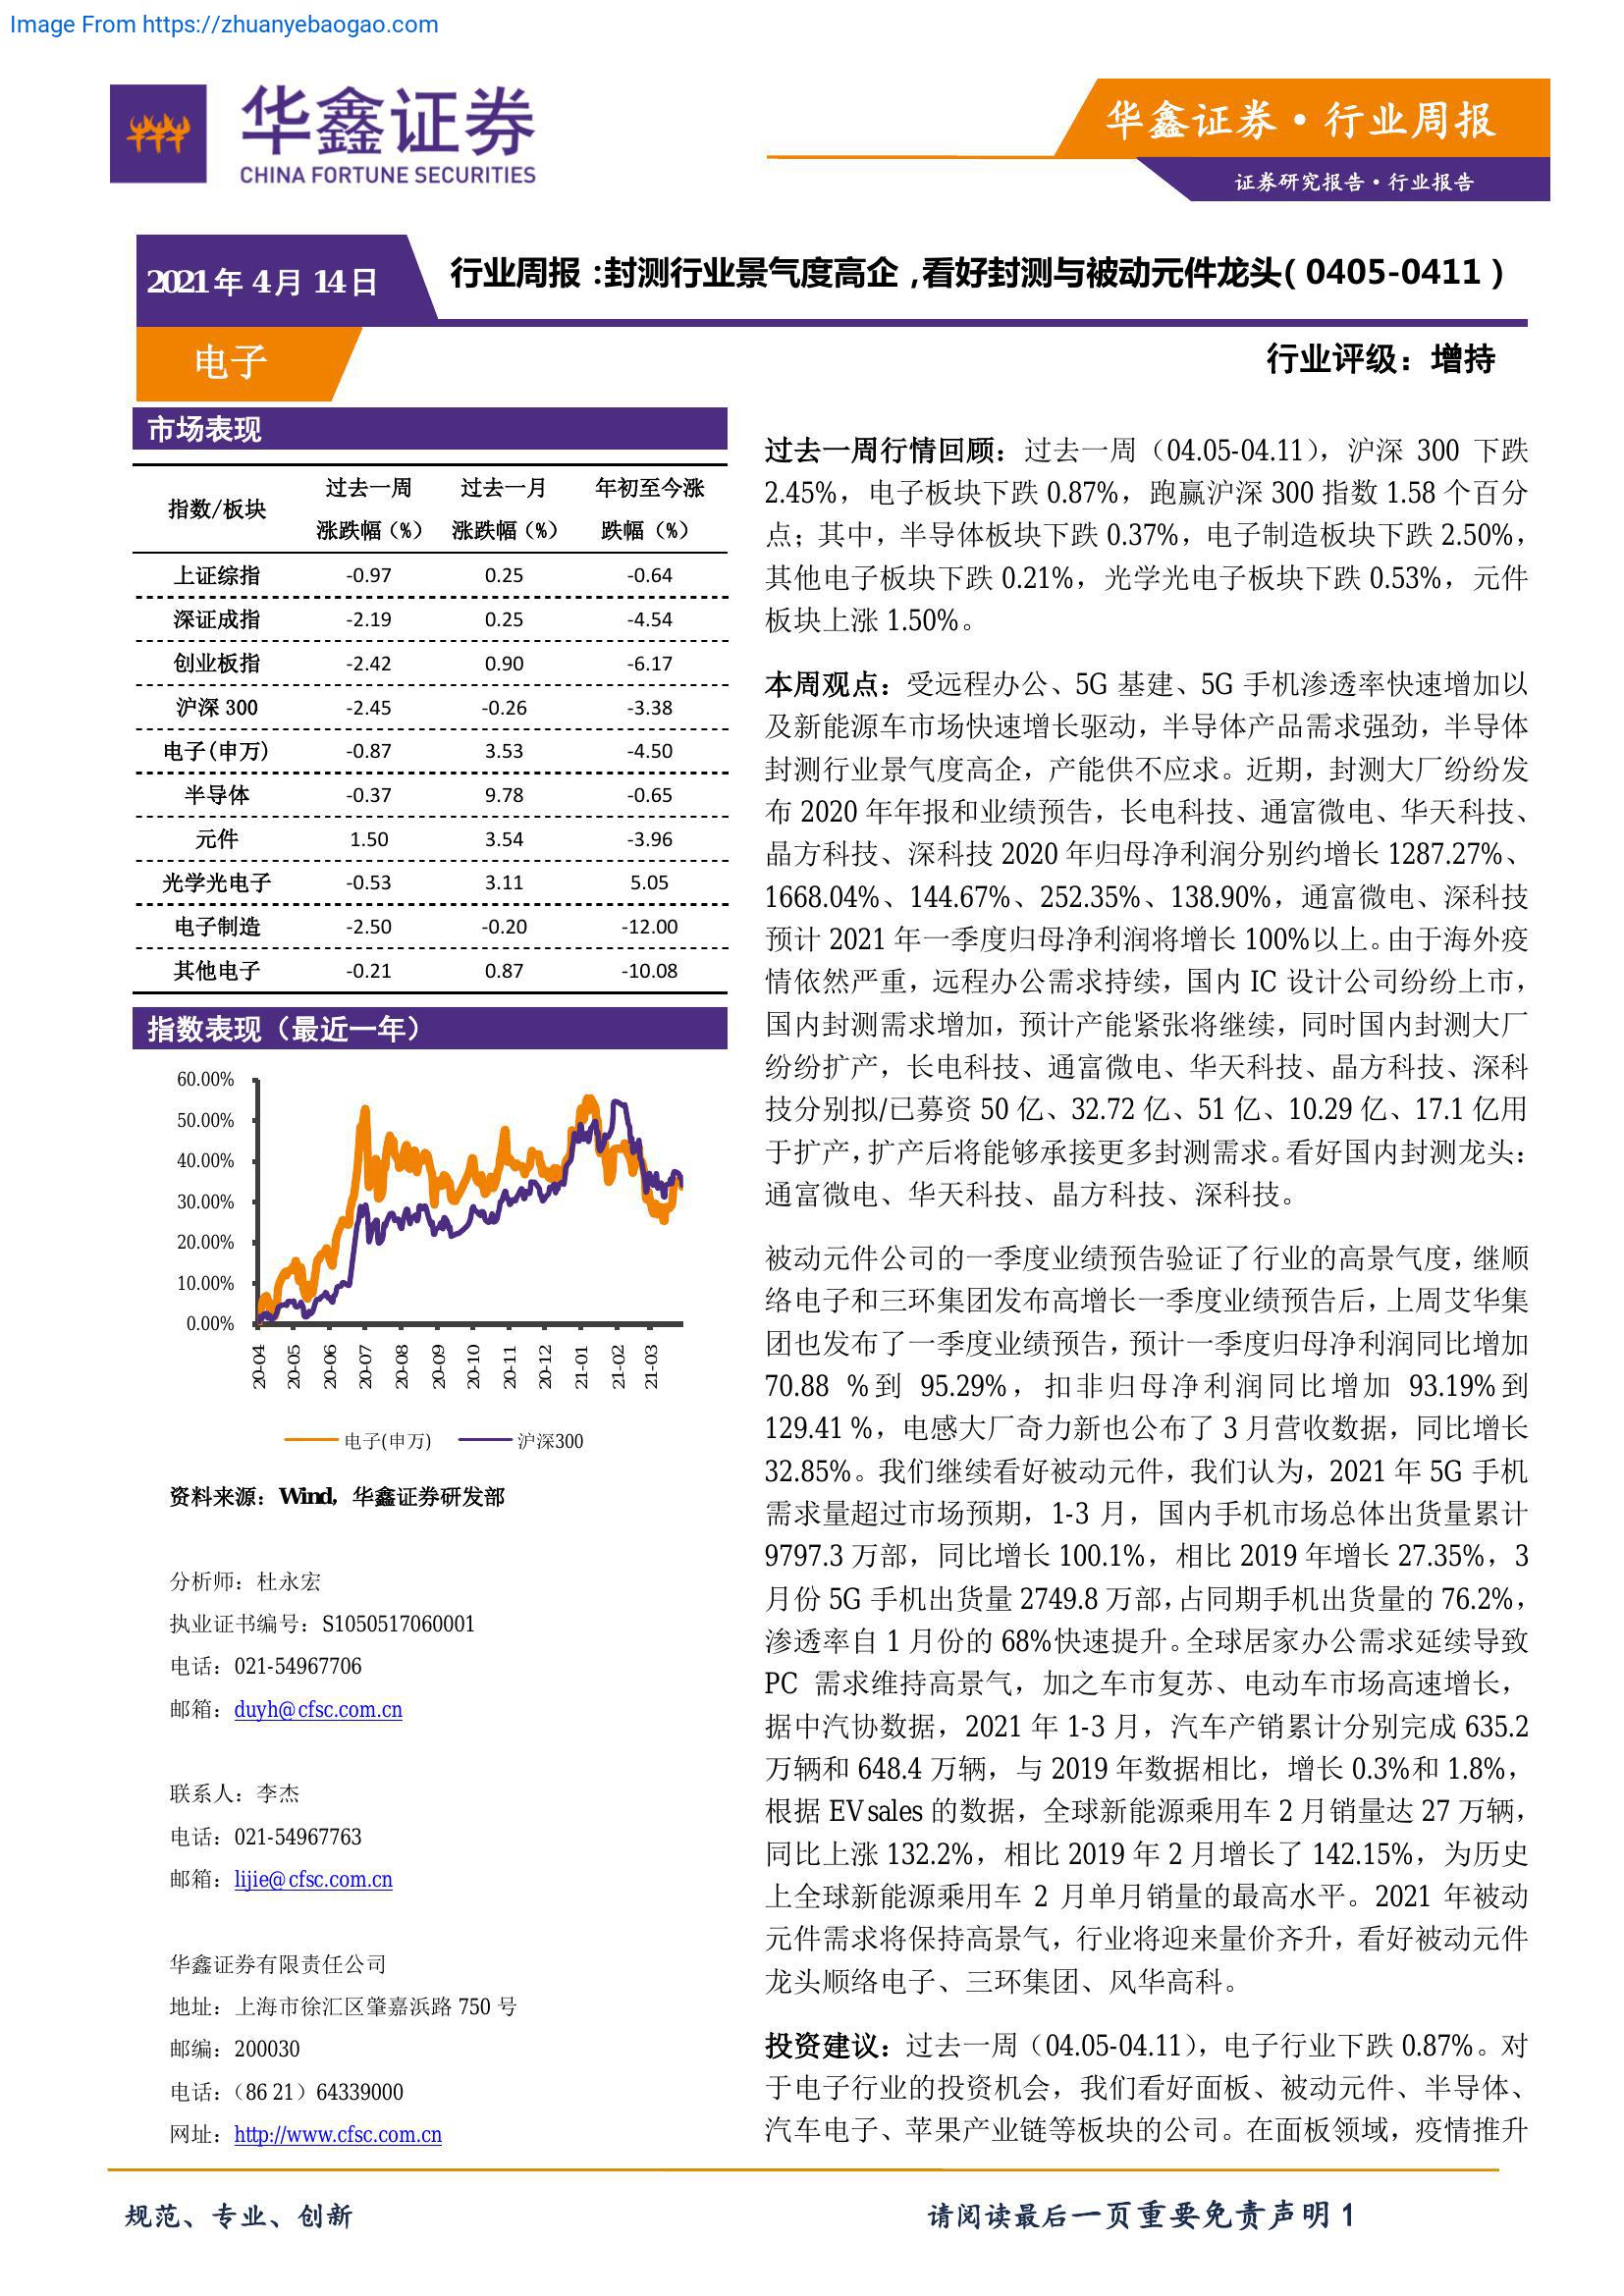 Image From https://zhuanyebaogao.com
华鑫证券
CHINA FORTUNE SECURITIES
华鑫证券·行业周报
证券研究报告·行业报告
2021年 4月 14日
行业周报：封测行业景气度高企，看好封测与被动元件龙头（0405-0411）
电子
行业评级：增持
市场表现
指数/板块 过去一周涨跌幅（%） 过去一月涨跌幅（%） 年初至今涨跌幅（%）
上证综指 -0.97 0.25 -0.64
深证成指 -2.19 0.25 -4.54
创业板指 -2.42 0.90 -6.17
沪深 300 -2.45 -0.26 -3.38
电子(申万) -0.87 3.53 -4.50
半导体 -0.37 9.78 -0.65
元件 1.50 3.54 -3.96
光学光电子 -0.53 3.11 5.05
电子制造 -2.50 -0.20 -12.00
其他电子 -0.21 0.87 -10.08
指数表现（最近一年）
60.00%
50.00%
40.00%
30.00%
20.00%
10.00%
0.00%
20-04 20-05 20-06 20-07 20-08 20-09 20-10 20-11 20-12 21-01 21-02 21-03
电子(申万) 沪深300
资料来源：Wind，华鑫证券研发部
分析师：杜永宏
执业证书编号：S1050517060001
电话：021-54967706
邮箱：duyh@cfsc.com.cn
联系人：李杰
电话：021-54967763
邮箱：lijie@cfsc.com.cn
华鑫证券有限责任公司
地址：上海市徐汇区肇嘉浜路 750 号
邮编：200030
电话：（86 21）64339000
网址：http://www.cfsc.com.cn
过去一周行情回顾：过去一周（04.05-04.11），沪深 300 下跌
2.45%，电子板块下跌 0.87%，跑赢沪深 300 指数 1.58 个百分
点；其中，半导体板块下跌 0.37%，电子制造板块下跌 2.50%，
其他电子板块下跌 0.21%，光学光电子板块下跌 0.53%，元件
板块上涨 1.50%。
本周观点：受远程办公、5G 基建、5G 手机渗透率快速增加以
及新能源车市场快速增长驱动，半导体产品需求强劲，半导体
封测行业景气度高企，产能供不应求。近期，封测大厂纷纷发
布 2020 年年报和业绩预告，长电科技、通富微电、华天科技、
晶方科技、深科技 2020 年归母净利润分别约增长 1287.27%、
1668.04%、144.67%、252.35%、138.90%，通富微电、深科技
预计 2021 年一季度归母净利润将增长 100%以上。由于海外疫
情依然严重，远程办公需求持续，国内 IC 设计公司纷纷上市，
国内封测需求增加，预计产能紧张将继续，同时国内封测大厂
纷纷扩产，长电科技、通富微电、华天科技、晶方科技、深科
技分别拟/已募资 50 亿、32.72 亿、51 亿、10.29 亿、17.1 亿用
于扩产，扩产后将能够承接更多封测需求。看好国内封测龙头：
通富微电、华天科技、晶方科技、深科技。
被动元件公司的一季度业绩预告验证了行业的高景气度，继顺
络电子和三环集团发布高增长一季度业绩预告后，上周艾华集
团也发布了一季度业绩预告，预计一季度归母净利润同比增加
70.88 %到 95.29%，扣非归母净利润同比增加 93.19%到
129.41 %，电感大厂奇力新也公布了 3 月营收数据，同比增长
32.85%。我们继续看好被动元件，我们认为，2021 年 5G 手机
需求量超过市场预期，1-3 月，国内手机市场总体出货量累计
9797.3 万部，同比增长 100.1%，相比 2019 年增长 27.35%，3
月份 5G 手机出货量 2749.8 万部，占同期手机出货量的 76.2%，
渗透率自 1 月份的 68%快速提升。全球居家办公需求延续导致
PC 需求维持高景气，加之车市复苏、电动车市场高速增长，
据中汽协数据，2021 年 1-3 月，汽车产销累计分别完成 635.2
万辆和 648.4 万辆，与 2019 年数据相比，增长 0.3%和 1.8%，
根据 EV sales 的数据，全球新能源乘用车 2 月销量达 27 万辆，
同比上涨 132.2%，相比 2019 年 2 月增长了 142.15%，为历史
上全球新能源乘用车 2 月单月销量的最高水平。2021 年被动
元件需求将保持高景气，行业将迎来量价齐升，看好被动元件
龙头顺络电子、三环集团、风华高科。
投资建议：过去一周（04.05-04.11），电子行业下跌 0.87%。对
于电子行业的投资机会，我们看好面板、被动元件、半导体、
汽车电子、苹果产业链等板块的公司。在面板领域，疫情推升
规范、专业、创新
请阅读最后一页重要免责声明 1